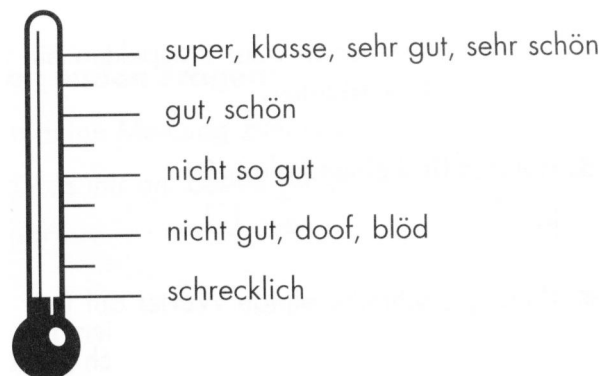 super, klasse, sehr gut, sehr schön
gut, schön
nicht so gut
nicht gut, doof, blöd
schrecklich